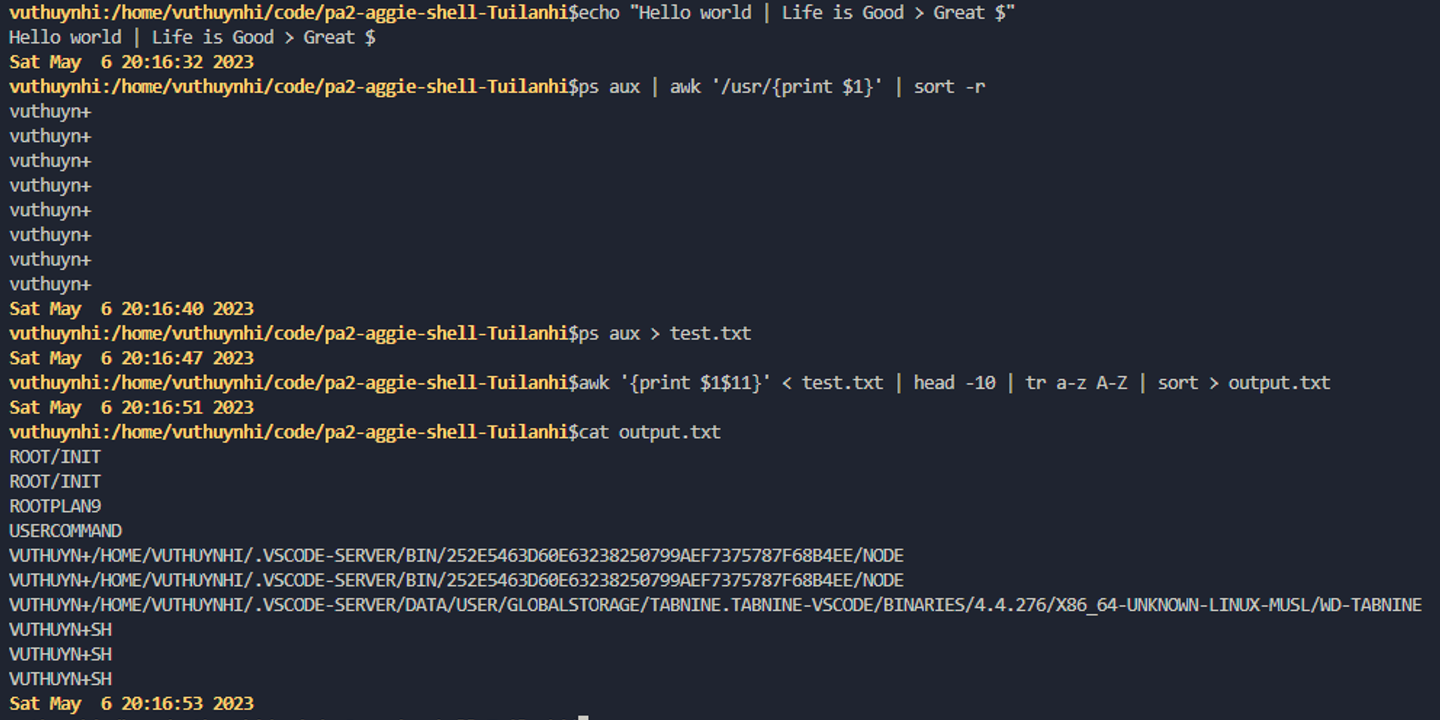 vuthuynhi:/home/vuthuynhi/code/pa2-aggie-shell-Tuilanhi$echo "Hello world | Life is Good > Great $"
Hello world | Life is Good > Great $
Sat May  6 20:16:32 2023
vuthuynhi:/home/vuthuynhi/code/pa2-aggie-shell-Tuilanhi$ps aux | awk '/usr/{print $1}' | sort -r
vuthuyn+
vuthuyn+
vuthuyn+
vuthuyn+
vuthuyn+
vuthuyn+
vuthuyn+
vuthuyn+
Sat May  6 20:16:40 2023
vuthuynhi:/home/vuthuynhi/code/pa2-aggie-shell-Tuilanhi$ps aux > test.txt
Sat May  6 20:16:47 2023
vuthuynhi:/home/vuthuynhi/code/pa2-aggie-shell-Tuilanhi$awk '{print $1$11}' < test.txt | head -10 | tr a-z A-Z | sort > output.txt
Sat May  6 20:16:51 2023
vuthuynhi:/home/vuthuynhi/code/pa2-aggie-shell-Tuilanhi$cat output.txt
ROOT/INIT
ROOT/INIT
ROOTPLAN9
USERCOMMAND
VUTHUYN+/HOME/VUTHUYNHI/.VSCODE-SERVER/BIN/252E5463D60E63238250799AEF7375787F68B4EE/NODE
VUTHUYN+/HOME/VUTHUYNHI/.VSCODE-SERVER/BIN/252E5463D60E63238250799AEF7375787F68B4EE/NODE
VUTHUYN+/HOME/VUTHUYNHI/.VSCODE-SERVER/DATA/USER/GLOBALSTORAGE/TABNINE.TABNINE-VSCODE/BINARIES/4.4.276/X86_64-UNKNOWN-LINUX-MUSL/WD-TABNINE
VUTHUYN+SH
VUTHUYN+SH
VUTHUYN+SH
Sat May  6 20:16:53 2023